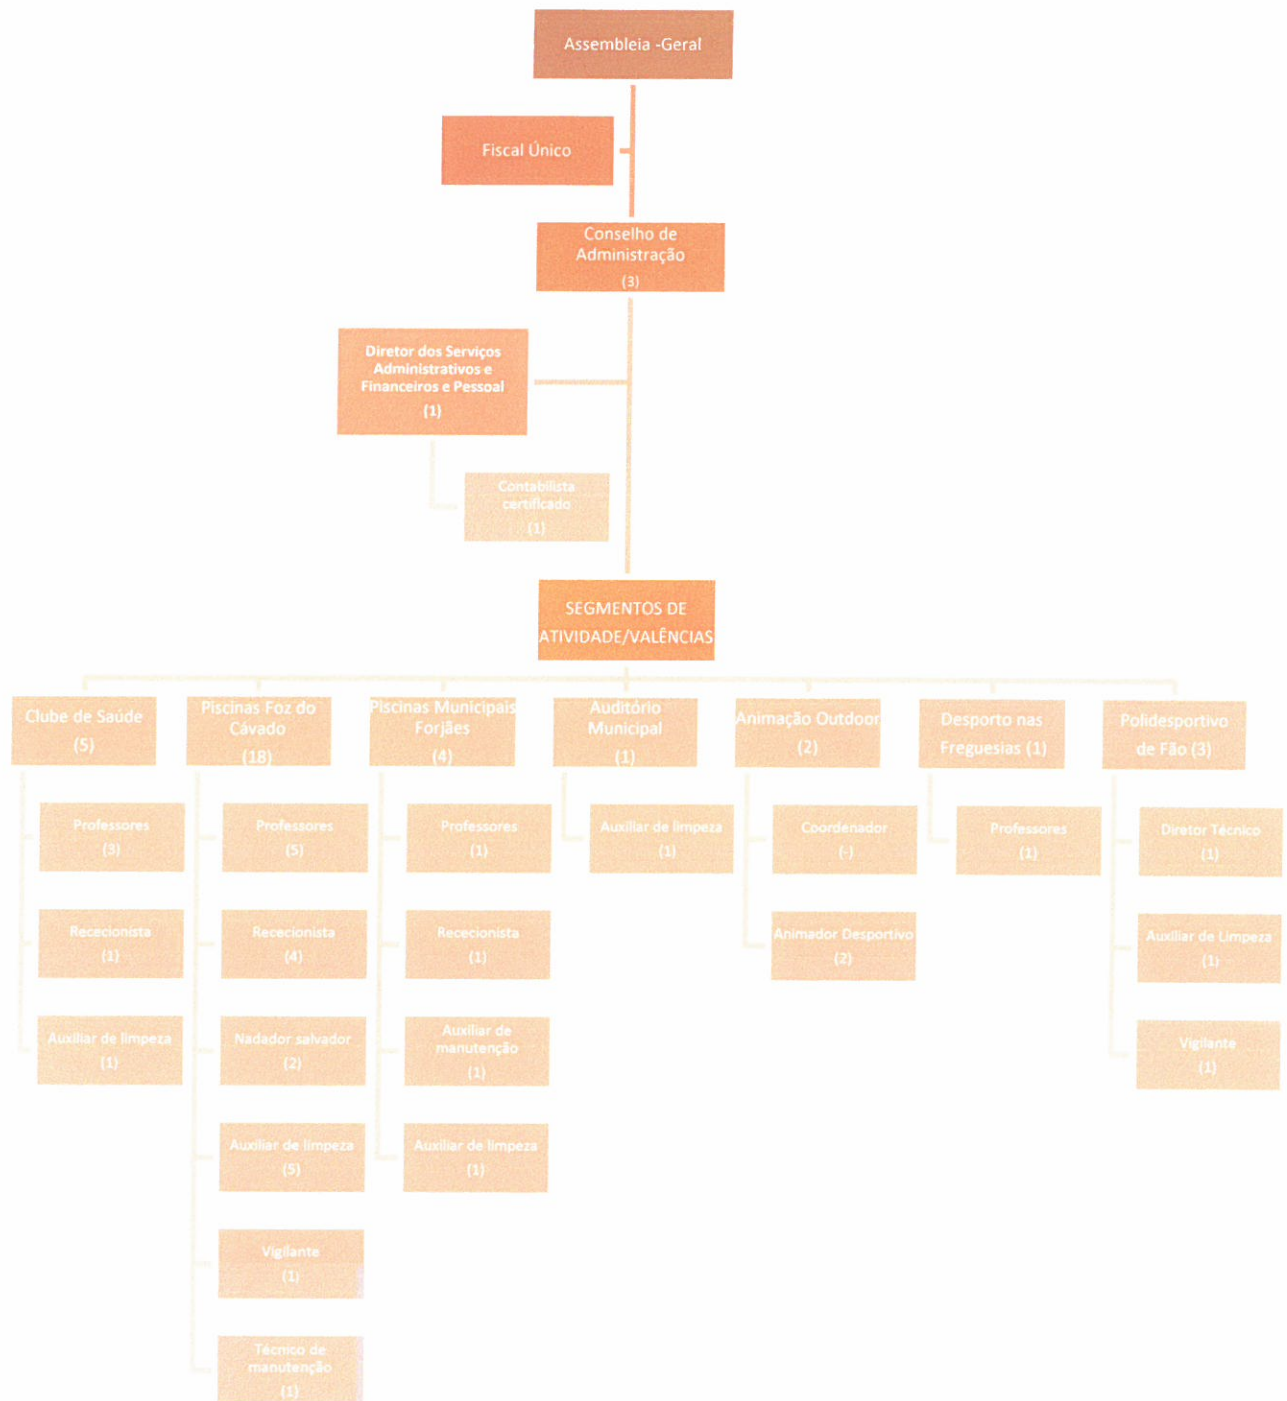 Assembleia -Geral
Fiscal Único
Conselho de
Administração
(3)
Diretor dos Serviços
Administrativos e
Financeiros e Pessoal
(1)
Contabilista
certificado
(1)
SEGMENTOS DE
ATIVIDADE/VALÊNCIAS
Clube de Saúde
(5)
Professores
(3)
Rececionista
(1)
Auxiliar de limpeza
(1)
Piscinas Foz do
Cávado
(18)
Professores
(5)
Rececionista
(4)
Nadador salvador
(2)
Auxiliar de limpeza
(5)
Vigilante
(1)
Técnico de
manutenção
(1)
Piscinas Municipais
Forjães
(4)
Professores
(1)
Rececionista
(1)
Auxiliar de
manutenção
(1)
Auxiliar de limpeza
(1)
Auditório
Municipal
(1)
Auxiliar de limpeza
(1)
Animação Outdoor
(2)
Coordenador
(-)
Animador Desportivo
(2)
Desporto nas
Freguesias (1)
Professores
(1)
Polidesportivo
de Fão (3)
Diretor Técnico
(1)
Auxiliar de Limpeza
(1)
Vigilante
(1)